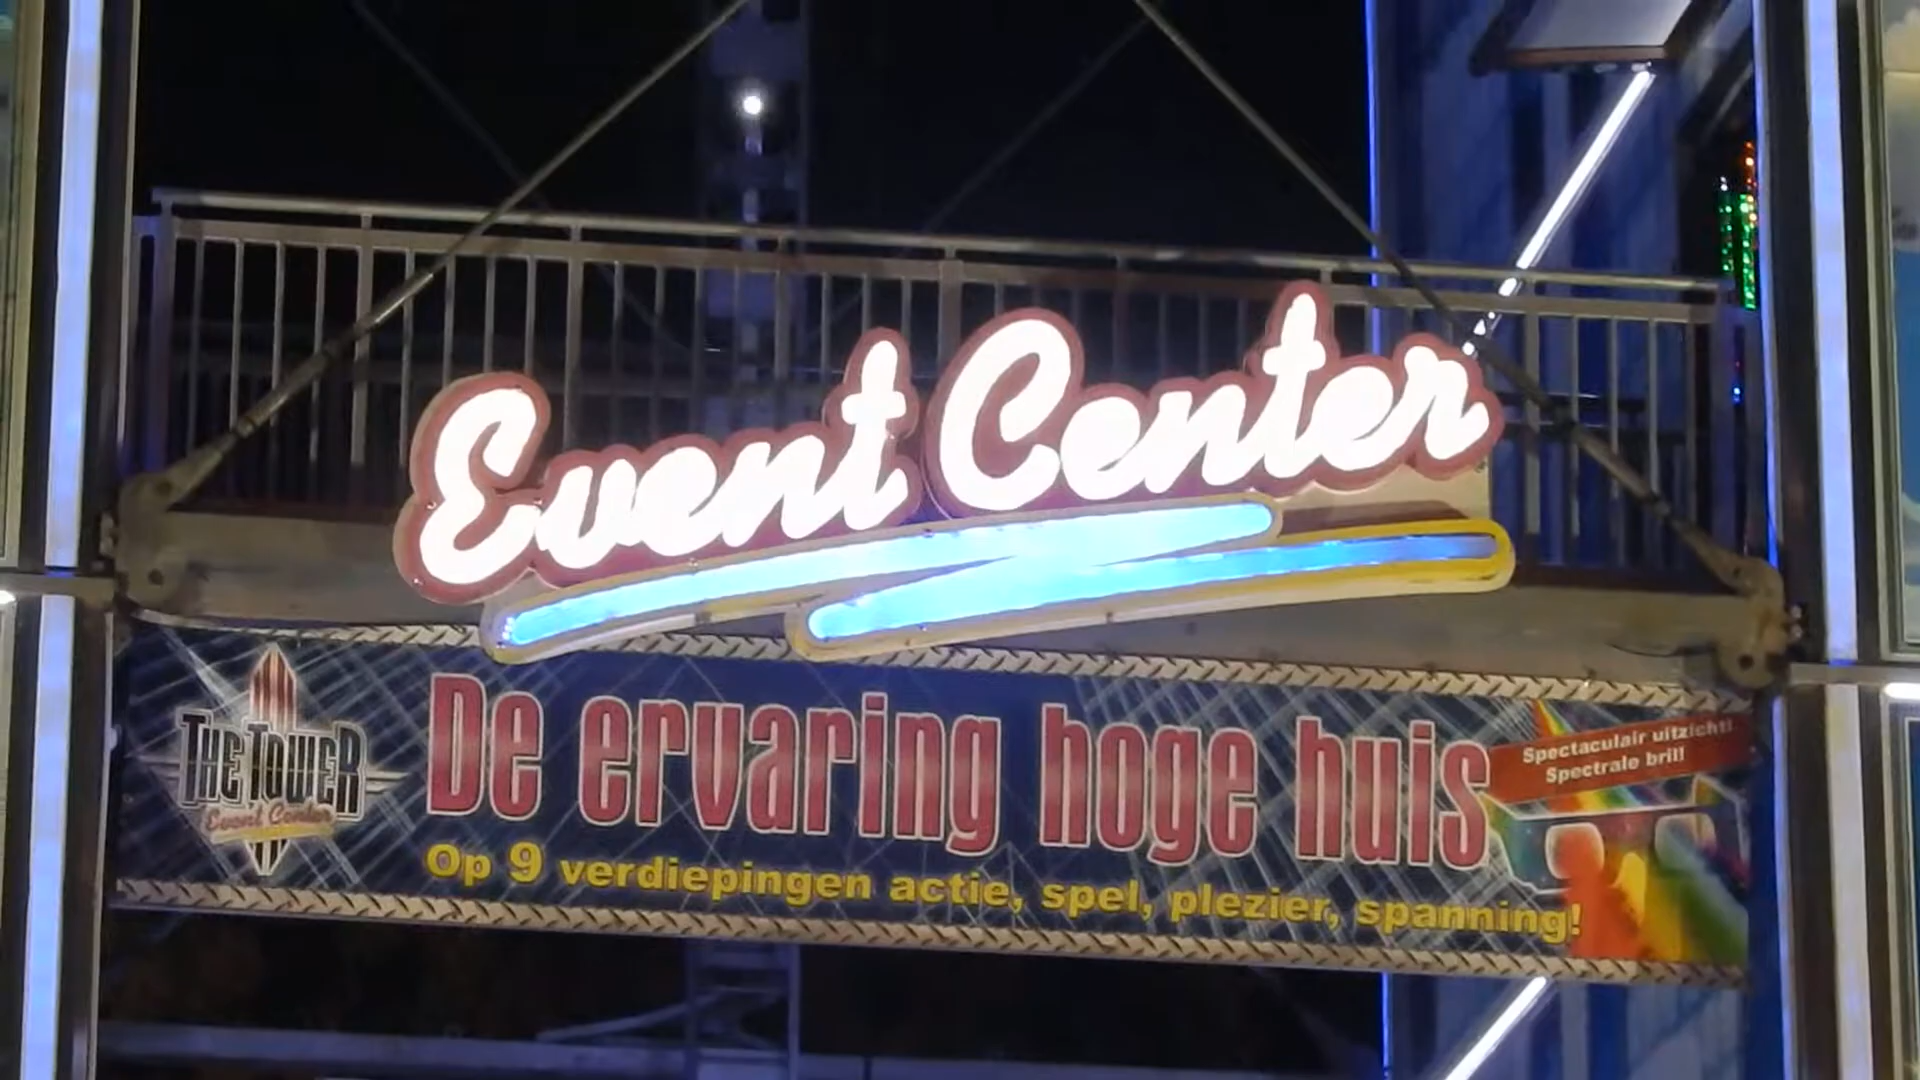 Event Center
THE TOWER
Event Center
De ervaring hoge huis
Op 9 verdiepingen actie, spel, plezier, spanning!
Spectaculair uitzicht!
Spectrale bril!